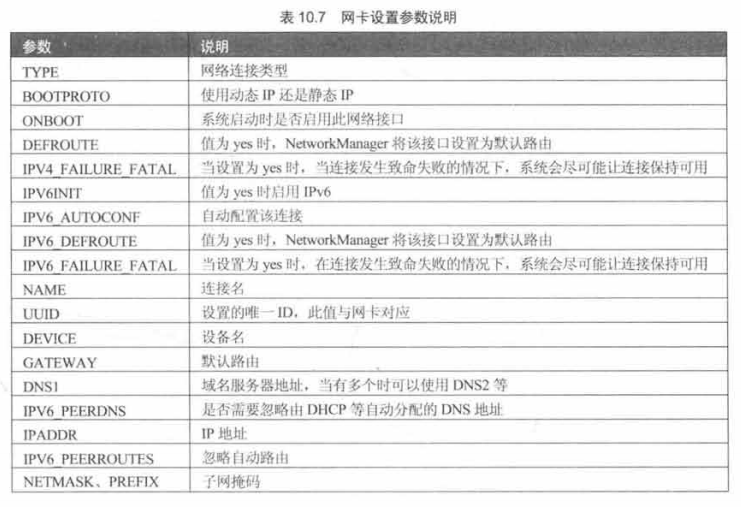 表 10.7 网卡设置参数说明
参数 说明
TYPE 网络连接类型
BOOTPROTO 使用动态 IP 还是静态 IP
ONBOOT 系统启动时是否启用此网络接口
DEFROUTE 值为 yes 时，NetworkManager 将该接口设置为默认路由
IPV4_FAILURE_FATAL 当设置为 yes 时，当连接发生致命失败的情况下，系统会尽可能让连接保持可用
IPV6INIT 值为 yes 时启用 IPv6
IPV6_AUTOCONF 自动配置该连接
IPV6_DEFROUTE 值为 yes 时，NetworkManager 将该接口设置为默认路由
IPV6_FAILURE_FATAL 当设置为 yes 时，在连接发生致命失败的情况下，系统会尽可能让连接保持可用
NAME 连接名
UUID 设置的唯一 ID，此值与网卡对应
DEVICE 设备名
GATEWAY 默认路由
DNS1 域名服务器地址，当有多个时可以使用 DNS2 等
IPV6_PEERDNS 是否需要忽略由 DHCP 等自动分配的 DNS 地址
IPADDR IP 地址
IPV6_PEERROUTES 忽略自动路由
NETMASK、PREFIX 子网掩码